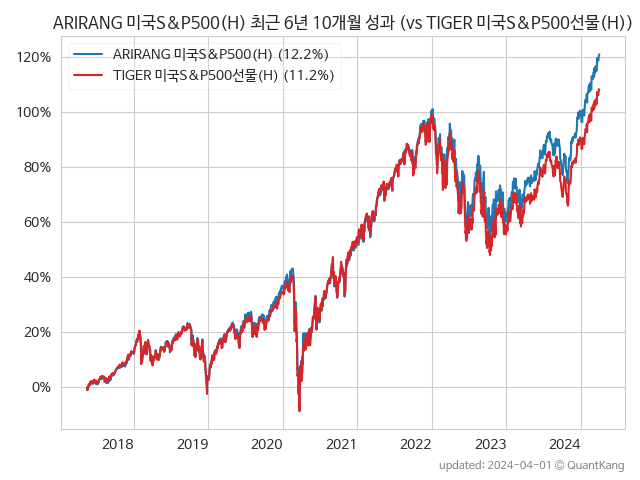 ARIRANG 미국S&P500(H) 최근 6년 10개월 성과 (vs TIGER 미국S&P500선물(H))
ARIRANG 미국S&P500(H) (12.2%)
TIGER 미국S&P500선물(H) (11.2%)
120%
100%
80%
60%
40%
20%
0%
2018 2019 2020 2021 2022 2023 2024
updated: 2024-04-01 © QuantKang